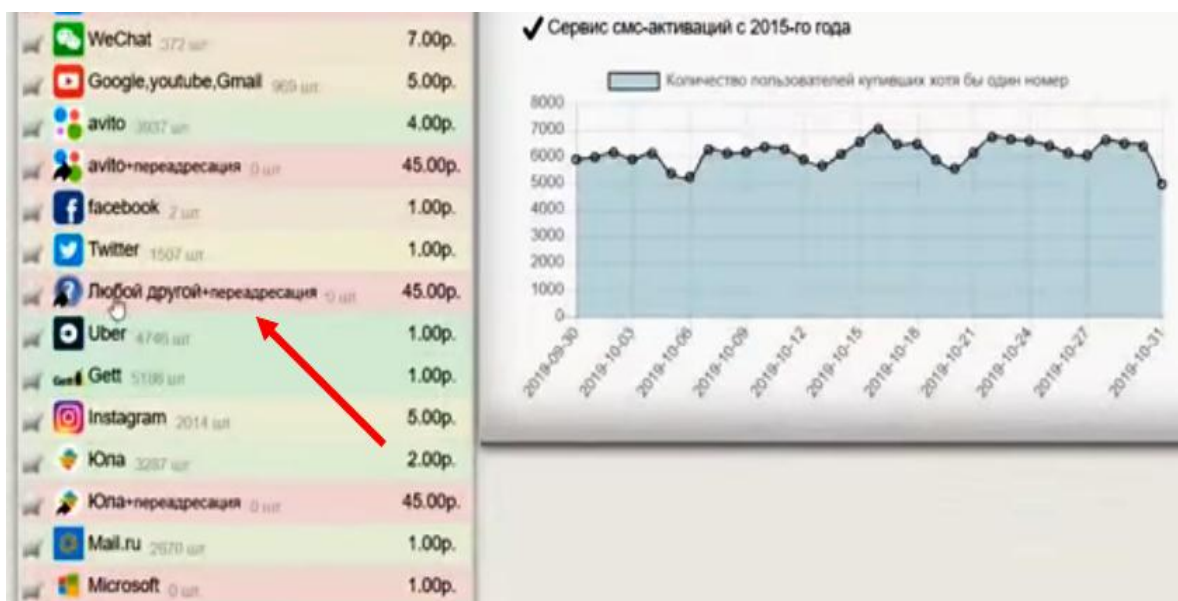 WeChat 372 шт. 7.00р.
Google,youtube,Gmail 969 шт. 5.00р.
avito 3937 шт. 4.00р.
avito+переадресация 0 шт. 45.00р.
facebook 2 шт. 1.00р.
Twitter 1507 шт. 1.00р.
Любой другой+переадресация 0 шт. 45.00р.
Uber 4746 шт. 1.00р.
Gett Gett шт. 1.00р.
Instagram 2014 шт. 5.00р.
Юла 3287 шт. 2.00р.
Юла+переадресация 0 шт. 45.00р.
Mail.ru 2670 шт. 1.00р.
Microsoft 0 шт. 1.00р.
Сервис смс-активаций с 2015-го года
Количество пользователей купивших хотя бы один номер
8000
7000
6000
5000
4000
3000
2000
1000
0
2019-09-30 2019-10-03 2019-10-06 2019-10-09 2019-10-12 2019-10-15 2019-10-18 2019-10-21 2019-10-24 2019-10-27 2019-10-31